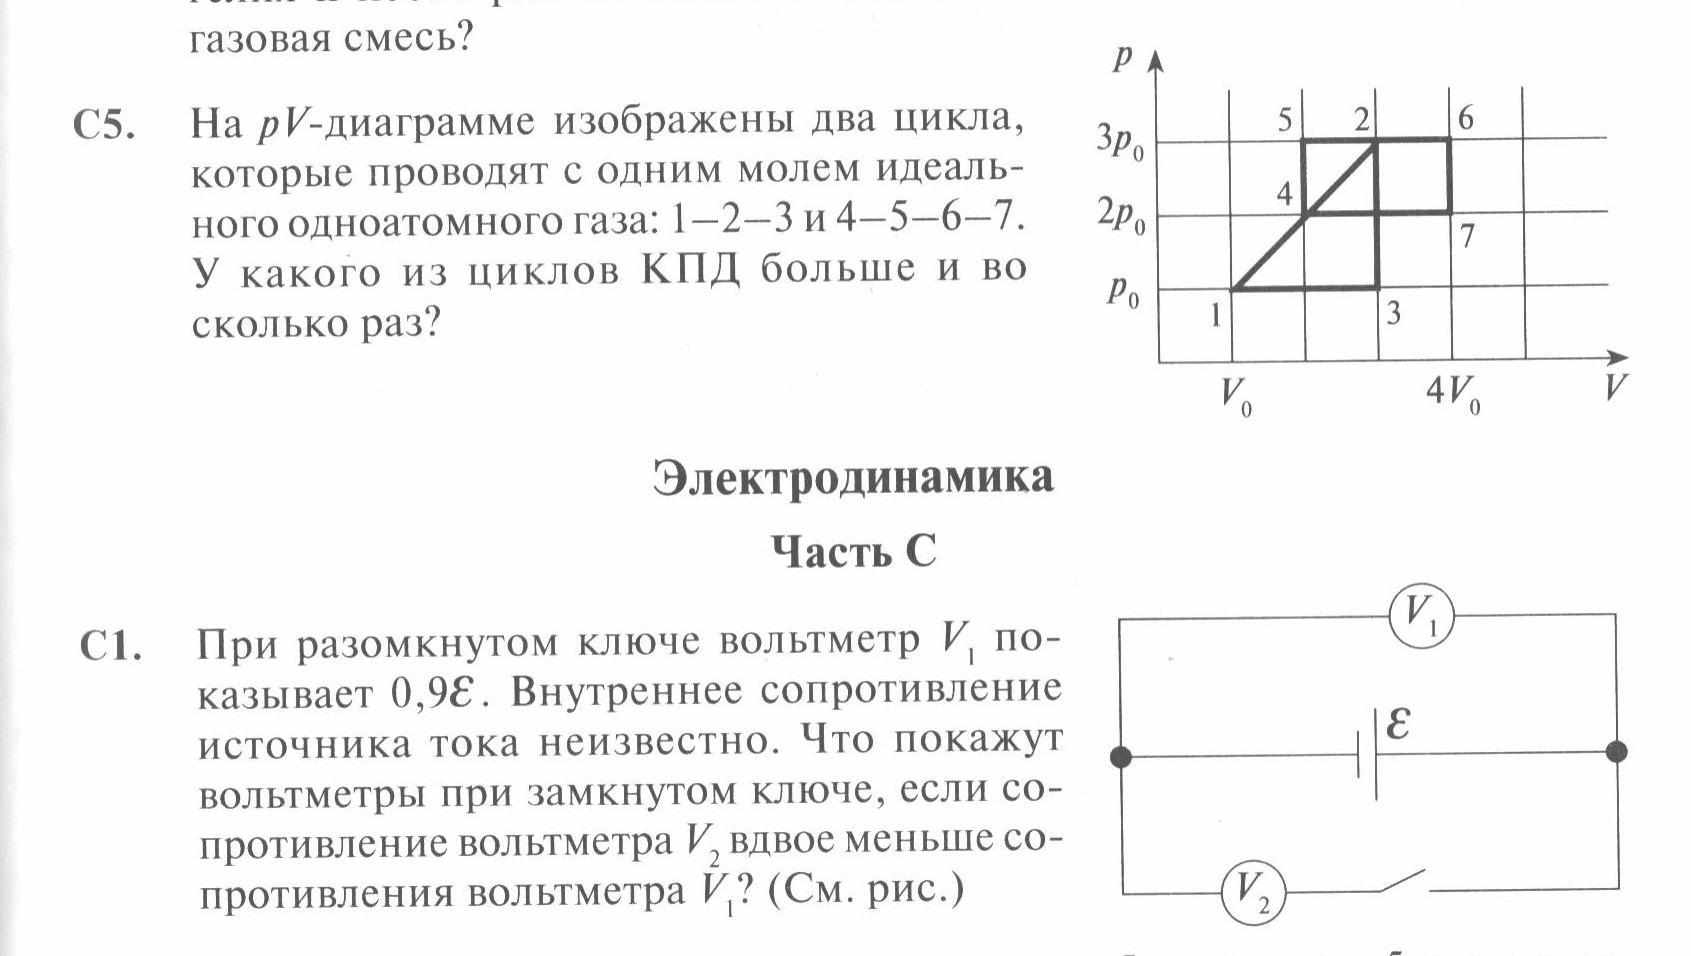 газовая смесь?
С5. На pV-диаграмме изображены два цикла,
которые проводят с одним молем идеаль-
ного одноатомного газа: 1–2–3 и 4–5–6–7.
У какого из циклов КПД больше и во
сколько раз?
p
5 2 6
3p₀
4
2p₀
7
p₀
1 3
V₀ 4V₀ V
Электродинамика
Часть С
С1. При разомкнутом ключе вольтметр V₁ по-
казывает 0,9ℰ. Внутреннее сопротивление
источника тока неизвестно. Что покажут
вольтметры при замкнутом ключе, если со-
противление вольтметра V₂ вдвое меньше со-
противления вольтметра V₁? (См. рис.)
V₁
ℰ
V₂